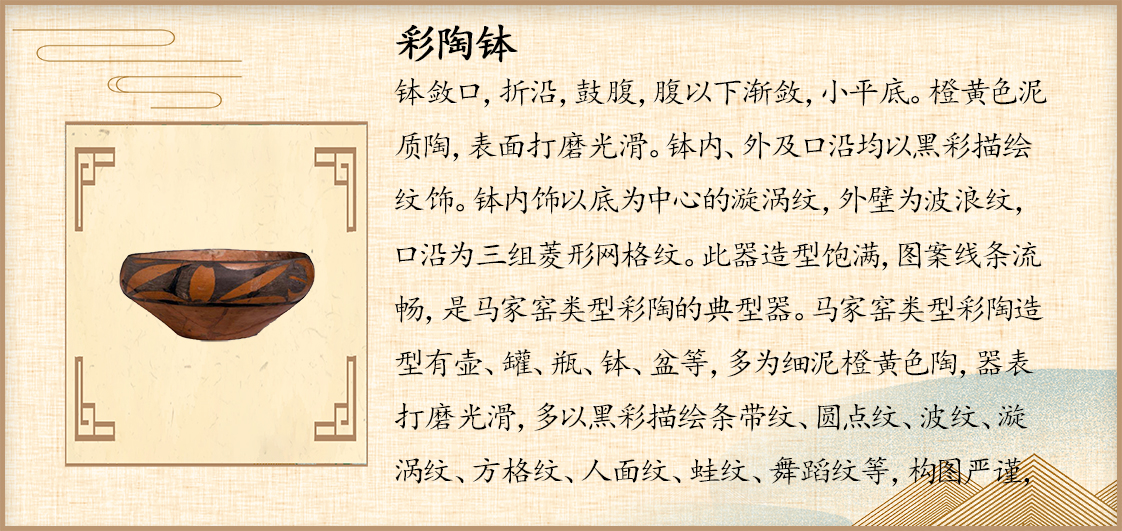 彩陶钵
钵敛口，折沿，鼓腹，腹以下渐敛，小平底。橙黄色泥
质陶，表面打磨光滑。钵内、外及口沿均以黑彩描绘
纹饰。钵内饰以底为中心的漩涡纹，外壁为波浪纹，
口沿为三组菱形网格纹。此器造型饱满，图案线条流
畅，是马家窑类型彩陶的典型器。马家窑类型彩陶造
型有壶、罐、瓶、钵、盆等，多为细泥橙黄色陶，器表
打磨光滑，多以黑彩描绘条带纹、圆点纹、波纹、漩
涡纹、方格纹、人面纹、蛙纹、舞蹈纹等，构图严谨，